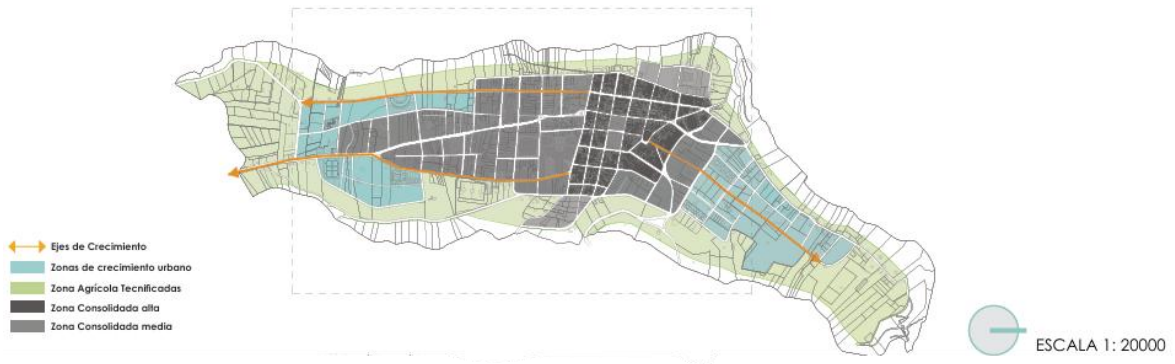 Ejes de Crecimiento
Zonas de crecimiento urbano
Zona Agrícola Tecnificadas
Zona Consolidada alta
Zona Consolidada media
ESCALA 1: 20000